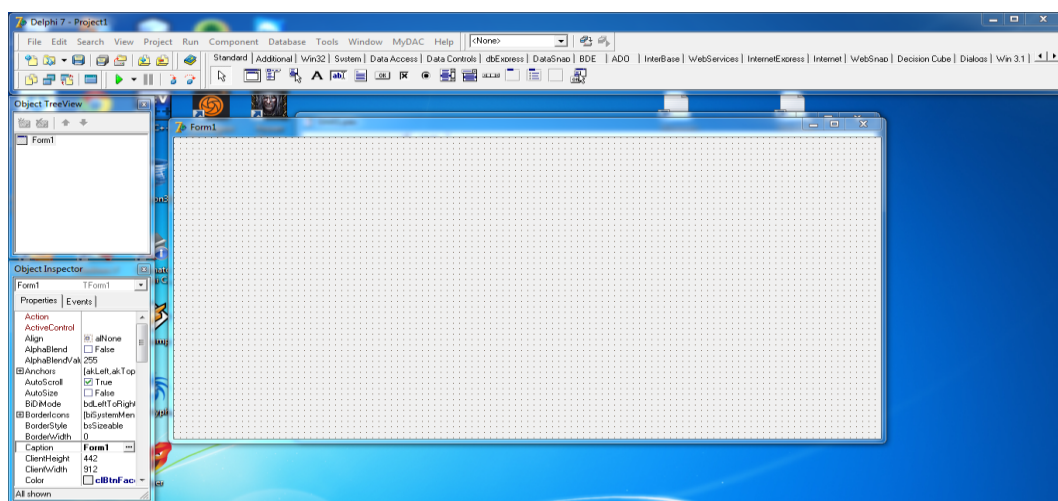 Delphi 7 - Project1
File Edit Search View Project Run Component Database Tools Window MyDAC Help <None>
Standard Additional Win32 System Data Access Data Controls dbExpress DataSnap BDE ADO InterBase WebServices InternetExpress Internet WebSnap Decision Cube Dialogs Win 3.1
Object TreeView
Form1
Form1
Object Inspector
Form1 TForm1
Properties Events
Action
ActiveControl
Align alNone
AlphaBlend False
AlphaBlendVal 255
Anchors [akLeft,akTop
AutoScroll True
AutoSize False
BiDiMode bdLeftToRight
BorderIcons [biSystemMen
BorderStyle bsSizeable
BorderWidth 0
Caption Form1
ClientHeight 442
ClientWidth 912
Color clBtnFac
All shown